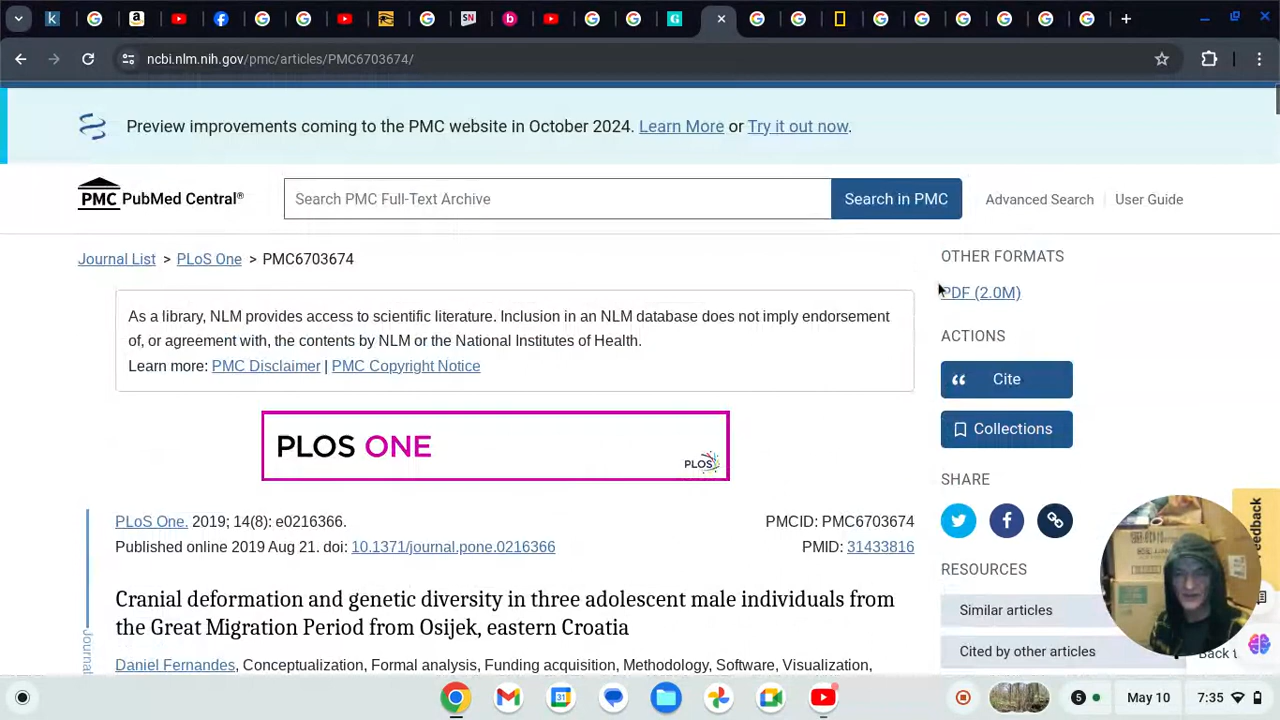 ncbi.nlm.nih.gov/pmc/articles/PMC6703674/
Preview improvements coming to the PMC website in October 2024. Learn More or Try it out now.
PMC PubMed Central®
Search PMC Full-Text Archive
Search in PMC
Advanced Search
User Guide
Journal List > PLoS One > PMC6703674
As a library, NLM provides access to scientific literature. Inclusion in an NLM database does not imply endorsement
of, or agreement with, the contents by NLM or the National Institutes of Health.
Learn more: PMC Disclaimer | PMC Copyright Notice
PLOS ONE
PLOS
PLoS One. 2019; 14(8): e0216366.
PMCID: PMC6703674
Published online 2019 Aug 21. doi: 10.1371/journal.pone.0216366
PMID: 31433816
Cranial deformation and genetic diversity in three adolescent male individuals from
the Great Migration Period from Osijek, eastern Croatia
Daniel Fernandes, Conceptualization, Formal analysis, Funding acquisition, Methodology, Software, Visualization,
Journa
OTHER FORMATS
PDF (2.0M)
ACTIONS
Cite
Collections
SHARE
RESOURCES
Similar articles
Cited by other articles
Feedback
Back t
5
May 10
7:35